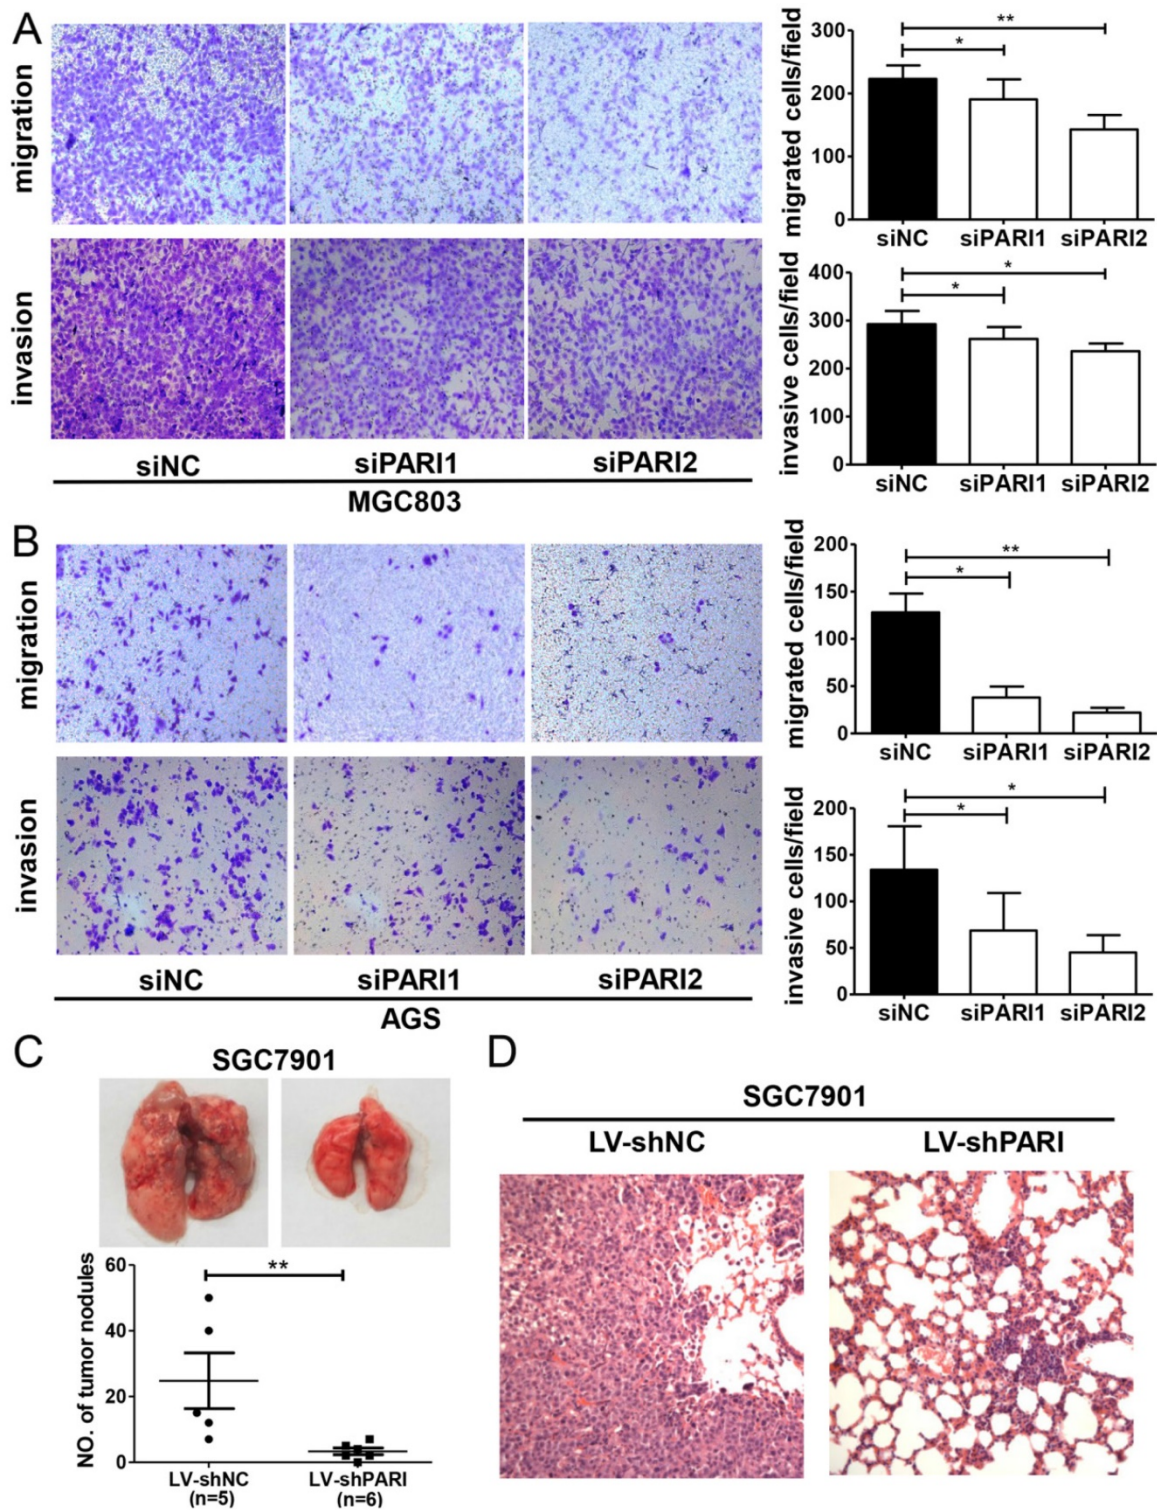 A
migration
invasion
siNC siPARI1 siPARI2
MGC803
migrated cells/field
300
200
100
0
**
*
siNC siPARI1 siPARI2
invasive cells/field
400
300
200
100
0
*
*
siNC siPARI1 siPARI2
B
migration
invasion
siNC siPARI1 siPARI2
AGS
migrated cells/field
200
150
100
50
0
**
*
siNC siPARI1 siPARI2
invasive cells/field
200
150
100
50
0
*
*
siNC siPARI1 siPARI2
C
SGC7901
NO. of tumor nodules
60
40
20
0
**
LV-shNC LV-shPARI
(n=5) (n=6)
D
SGC7901
LV-shNC LV-shPARI